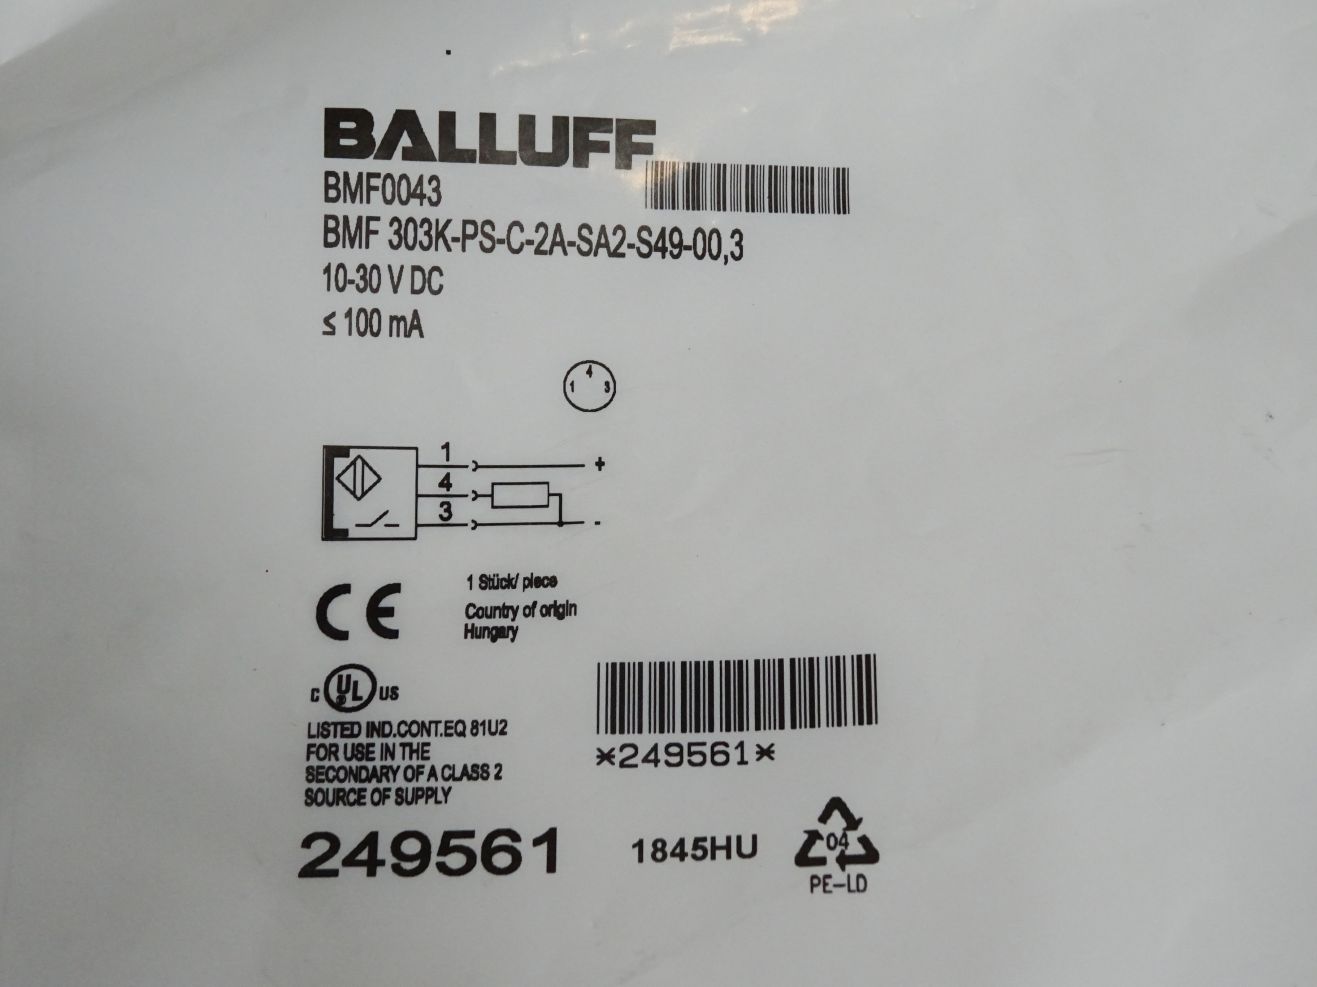 BALLUFF
BMF0043
BMF 303K-PS-C-2A-SA2-S49-00,3
10-30 V DC
≤ 100 mA
4
1 3
1 +
4
3 -
CE
1 Stück/ piece
Country of origin
Hungary
C UL US
LISTED IND.CONT.EQ 81U2
FOR USE IN THE
SECONDARY OF A CLASS 2
SOURCE OF SUPPLY
*249561*
249561
1845HU
04
PE-LD